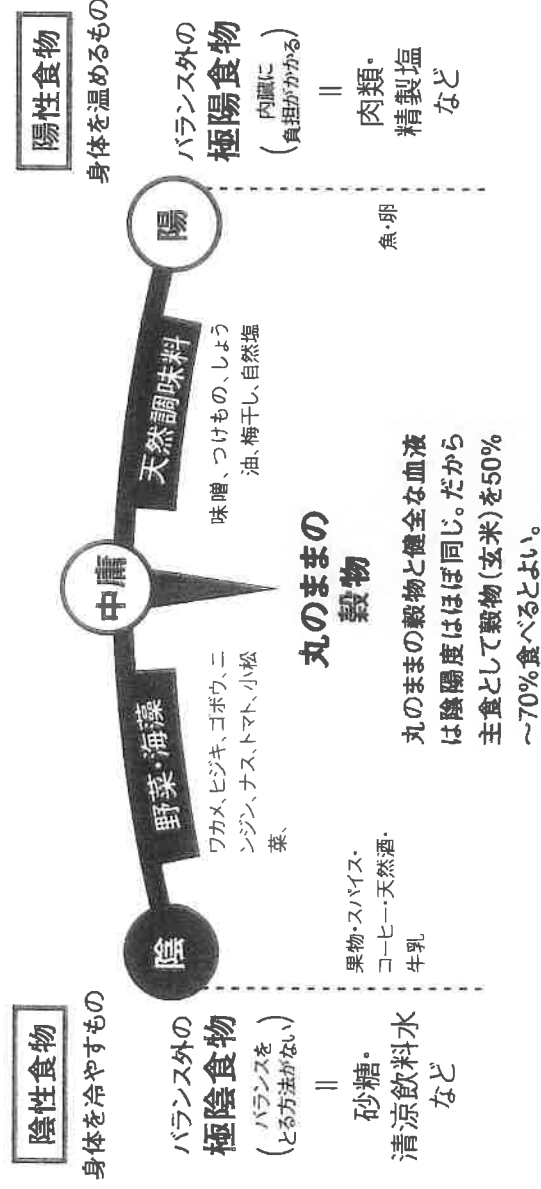 陰性食物
身体を冷やすもの
バランス外の
極陰食物
(バランスを
とる方法がない)
||
砂糖・
清涼飲料水
など
陰
果物・スパイス・
コーヒー・天然酒・
牛乳
野菜・海藻
ワカメ、ヒジキ、ゴボウ、ニ
ンジン、ナス、トマト、小松
菜、
中庸
丸のままの
穀物
丸のままの穀物と健全な血液
は陰陽度はほぼ同じ。だから
主食として穀物(玄米)を50%
～70%食べるとよい。
天然調味料
味噌、つけもの、しょう
油、梅干し、自然塩
陽
魚・卵
陽性食物
身体を温めるもの
バランス外の
極陽食物
(内臓に
負担がかかる)
||
肉類・
精製塩
など